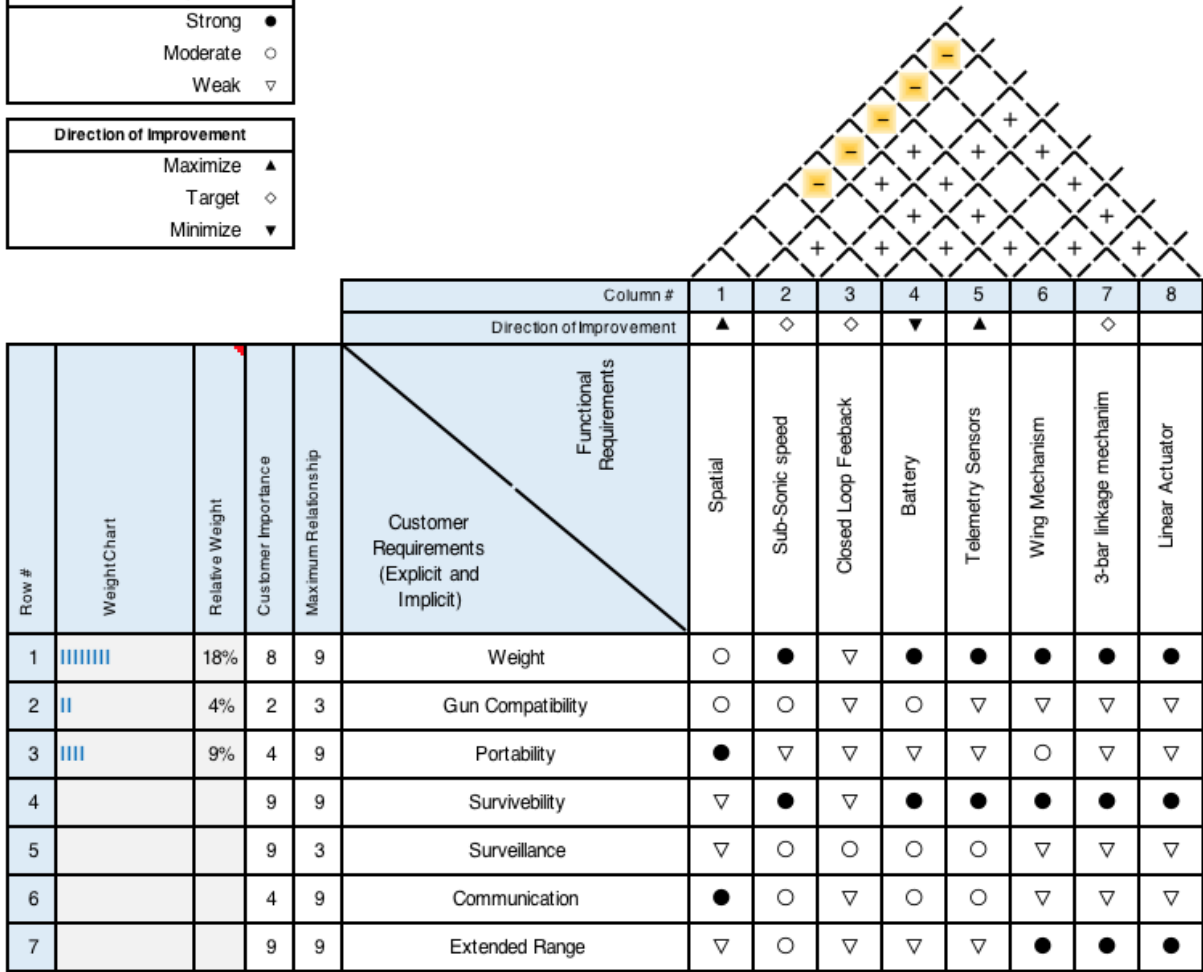 Strong ●
Moderate ○
Weak ▽
Direction of Improvement
Maximize ▲
Target ◇
Minimize ▼
−
−
− +
− + + +
− + + +
+ + +
+ + + + + +
Column # 1 2 3 4 5 6 7 8
Direction of Improvement ▲ ◇ ◇ ▼ ▲ ◇
Row #
Weight Chart
Relative Weight
Customer Importance
Maximum Relationship
Functional
Requirements
Customer
Requirements
(Explicit and
Implicit)
Spatial
Sub-Sonic speed
Closed Loop Feeback
Battery
Telemetry Sensors
Wing Mechanism
3-bar linkage mechanim
Linear Actuator
1 IIIIIIII 18% 8 9 Weight ○ ● ▽ ● ● ● ● ●
2 II 4% 2 3 Gun Compatibility ○ ○ ▽ ○ ▽ ▽ ▽ ▽
3 IIII 9% 4 9 Portability ● ▽ ▽ ▽ ▽ ○ ▽ ▽
4 9 9 Survivebility ▽ ● ▽ ● ● ● ● ●
5 9 3 Surveillance ▽ ○ ○ ○ ○ ▽ ▽ ▽
6 4 9 Communication ● ○ ▽ ○ ○ ▽ ▽ ▽
7 9 9 Extended Range ▽ ○ ▽ ▽ ▽ ● ● ●